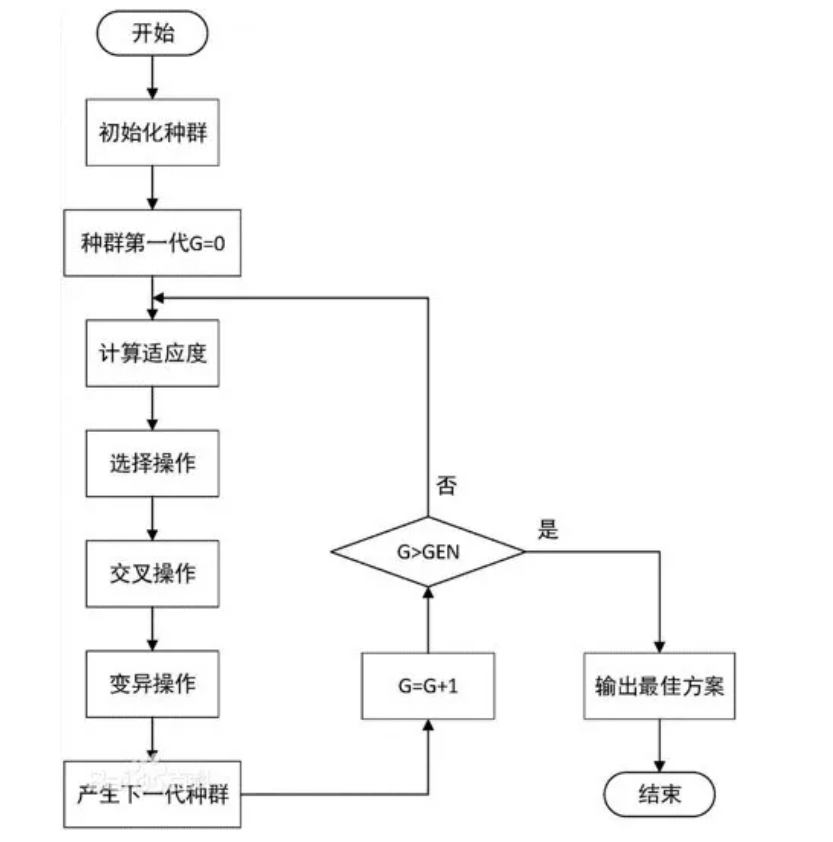 开始
初始化种群
种群第一代G=0
计算适应度
选择操作
交叉操作
变异操作
产生下一代种群
G=G+1
G>GEN
否
是
输出最佳方案
结束